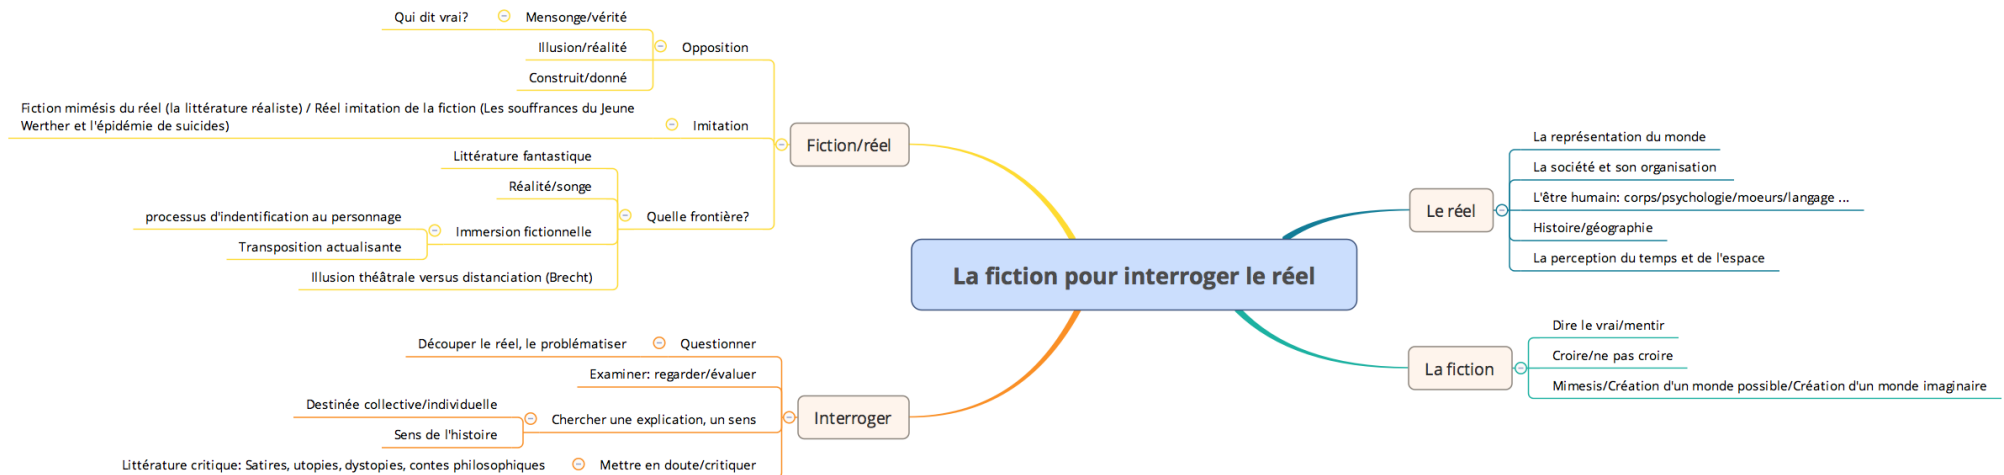 La fiction pour interroger le réel
Fiction/réel
Opposition
Mensonge/vérité
Qui dit vrai?
Illusion/réalité
Construit/donné
Imitation
Fiction mimésis du réel (la littérature réaliste) / Réel imitation de la fiction (Les souffrances du Jeune
Werther et l'épidémie de suicides)
Quelle frontière?
Littérature fantastique
Réalité/songe
Immersion fictionnelle
processus d'indentification au personnage
Transposition actualisante
Illusion théâtrale versus distanciation (Brecht)
Interroger
Questionner
Découper le réel, le problématiser
Examiner: regarder/évaluer
Chercher une explication, un sens
Destinée collective/individuelle
Sens de l'histoire
Mettre en doute/critiquer
Littérature critique: Satires, utopies, dystopies, contes philosophiques
Le réel
La représentation du monde
La société et son organisation
L'être humain: corps/psychologie/moeurs/langage ...
Histoire/géographie
La perception du temps et de l'espace
La fiction
Dire le vrai/mentir
Croire/ne pas croire
Mimesis/Création d'un monde possible/Création d'un monde imaginaire